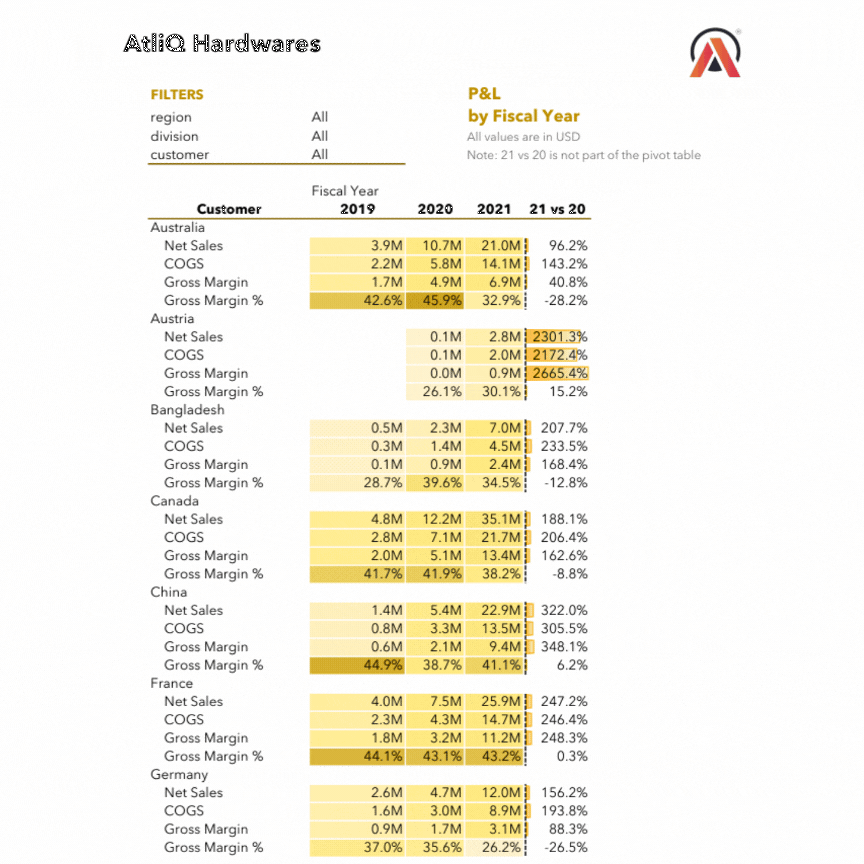 AtliQ Hardwares
FILTERS
region All
division All
customer All
P&L
by Fiscal Year
All values are in USD
Note: 21 vs 20 is not part of the pivot table
Fiscal Year
Customer 2019 2020 2021 21 vs 20
Australia
Net Sales 3.9M 10.7M 21.0M 96.2%
COGS 2.2M 5.8M 14.1M 143.2%
Gross Margin 1.7M 4.9M 6.9M 40.8%
Gross Margin % 42.6% 45.9% 32.9% -28.2%
Austria
Net Sales 0.1M 2.8M 2301.3%
COGS 0.1M 2.0M 2172.4%
Gross Margin 0.0M 0.9M 2665.4%
Gross Margin % 26.1% 30.1% 15.2%
Bangladesh
Net Sales 0.5M 2.3M 7.0M 207.7%
COGS 0.3M 1.4M 4.5M 233.5%
Gross Margin 0.1M 0.9M 2.4M 168.4%
Gross Margin % 28.7% 39.6% 34.5% -12.8%
Canada
Net Sales 4.8M 12.2M 35.1M 188.1%
COGS 2.8M 7.1M 21.7M 206.4%
Gross Margin 2.0M 5.1M 13.4M 162.6%
Gross Margin % 41.7% 41.9% 38.2% -8.8%
China
Net Sales 1.4M 5.4M 22.9M 322.0%
COGS 0.8M 3.3M 13.5M 305.5%
Gross Margin 0.6M 2.1M 9.4M 348.1%
Gross Margin % 44.9% 38.7% 41.1% 6.2%
France
Net Sales 4.0M 7.5M 25.9M 247.2%
COGS 2.3M 4.3M 14.7M 246.4%
Gross Margin 1.8M 3.2M 11.2M 248.3%
Gross Margin % 44.1% 43.1% 43.2% 0.3%
Germany
Net Sales 2.6M 4.7M 12.0M 156.2%
COGS 1.6M 3.0M 8.9M 193.8%
Gross Margin 0.9M 1.7M 3.1M 88.3%
Gross Margin % 37.0% 35.6% 26.2% -26.5%